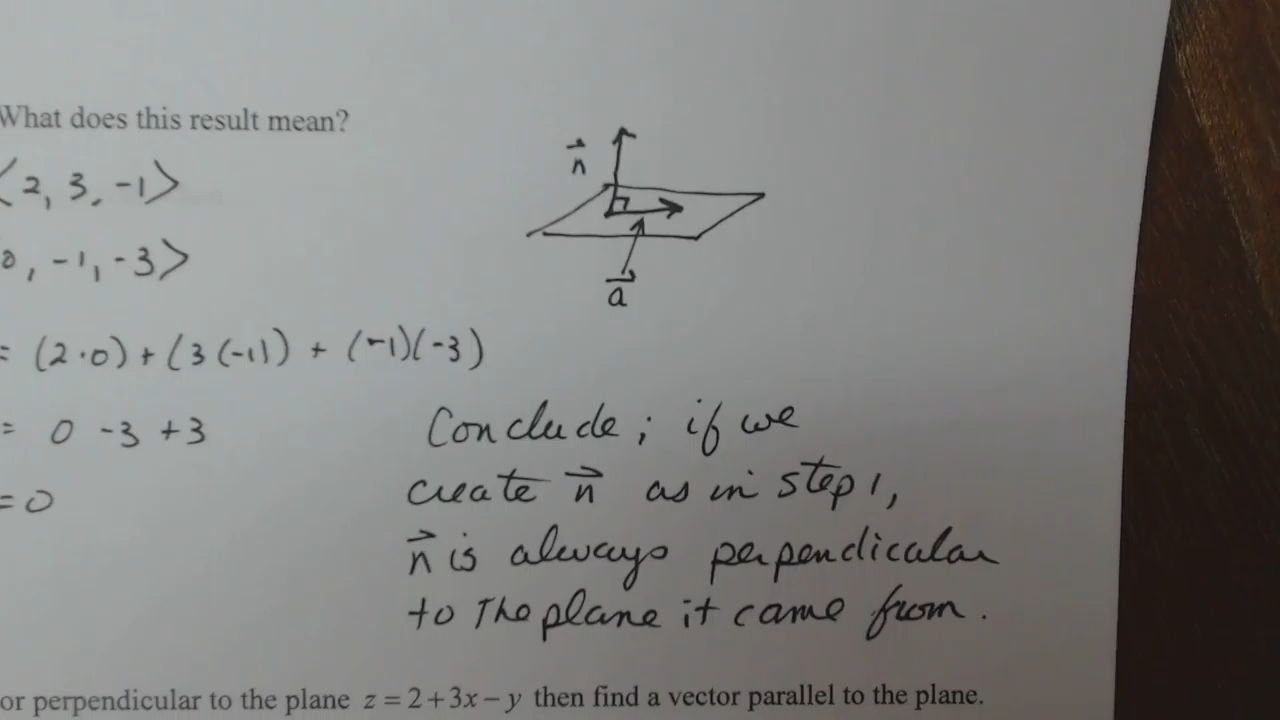 What does this result mean?
⟨2, 3, -1⟩
0, -1, -3⟩
n⃗
a⃗
= (2·0) + (3(-1)) + (-1)(-3)
= 0 -3 +3
= 0
Conclude; if we
create n⃗ as in step 1,
n⃗ is always perpendicalar
to The plane it came from.
or perpendicular to the plane z = 2 + 3x − y then find a vector parallel to the plane.